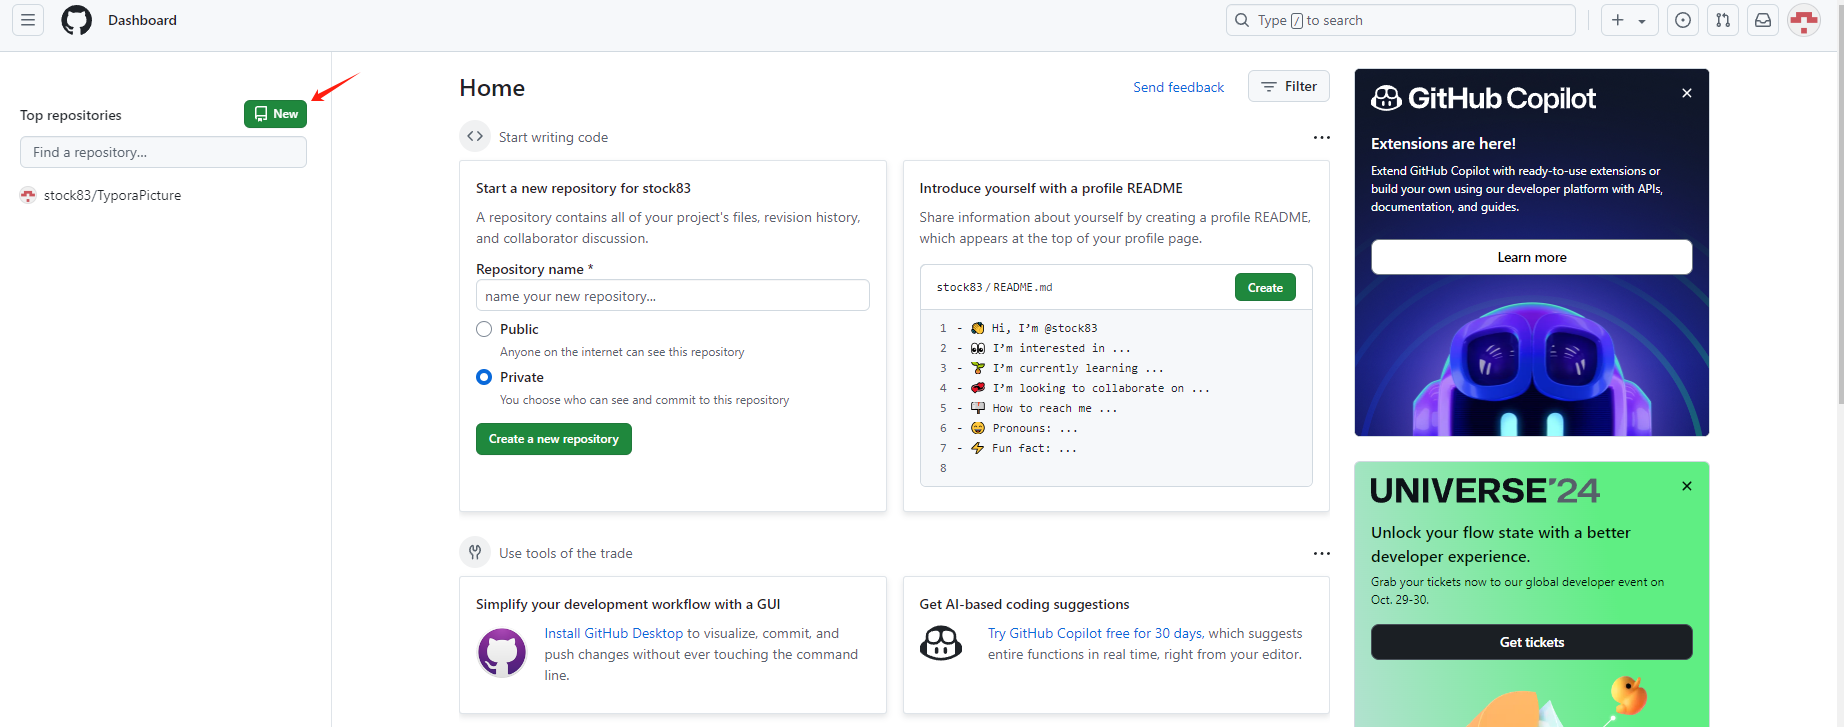 Dashboard
Type / to search
Top repositories
New
Find a repository...
stock83/TyporaPicture
Home
Send feedback
Filter
Start writing code
Start a new repository for stock83
A repository contains all of your project's files, revision history,
and collaborator discussion.
Repository name *
name your new repository...
Public
Anyone on the internet can see this repository
Private
You choose who can see and commit to this repository
Create a new repository
Introduce yourself with a profile README
Share information about yourself by creating a profile README,
which appears at the top of your profile page.
stock83 / README.md
Create
1 - 👋 Hi, I’m @stock83
2 - 👀 I’m interested in ...
3 - 🌱 I’m currently learning ...
4 - 💞️ I’m looking to collaborate on ...
5 - 📫 How to reach me ...
6 - 😄 Pronouns: ...
7 - ⚡ Fun fact: ...
8
Use tools of the trade
Simplify your development workflow with a GUI
Install GitHub Desktop to visualize, commit, and
push changes without ever touching the command
line.
Get AI-based coding suggestions
Try GitHub Copilot free for 30 days, which suggests
entire functions in real time, right from your editor.
GitHub Copilot
Extensions are here!
Extend GitHub Copilot with ready-to-use extensions or
build your own using our developer platform with APIs,
documentation, and guides.
Learn more
UNIVERSE'24
Unlock your flow state with a better
developer experience.
Grab your tickets now to our global developer event on
Oct. 29-30.
Get tickets